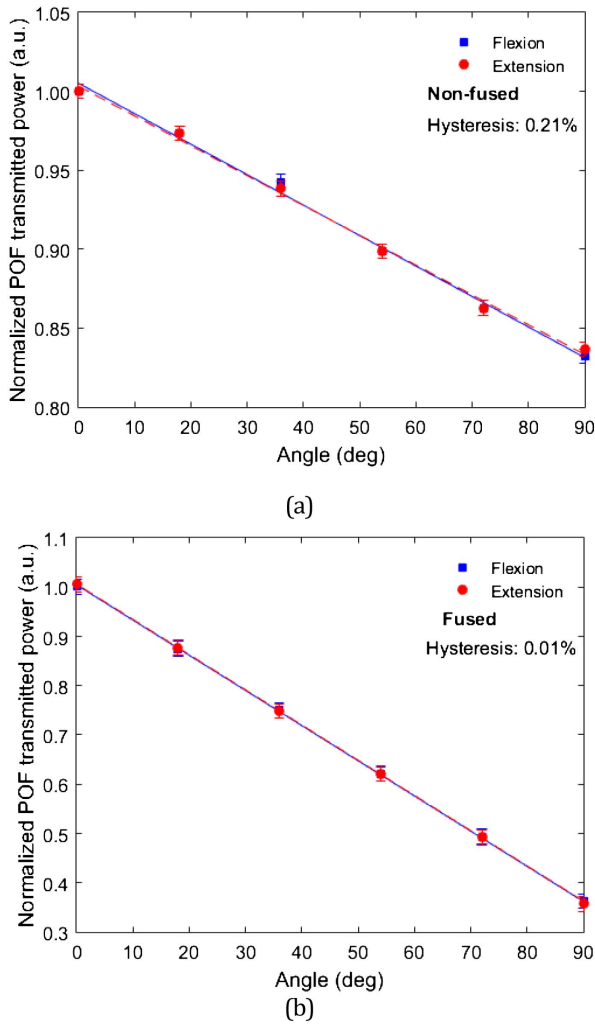 1.05
1.00
0.95
0.90
0.85
0.80
Normalized POF transmitted power (a.u.)
Flexion
Extension
Non-fused
Hysteresis: 0.21%
0 10 20 30 40 50 60 70 80 90
Angle (deg)
(a)
1.1
1.0
0.9
0.8
0.7
0.6
0.5
0.4
0.3
Normalized POF transmitted power (a.u.)
Flexion
Extension
Fused
Hysteresis: 0.01%
0 10 20 30 40 50 60 70 80 90
Angle (deg)
(b)